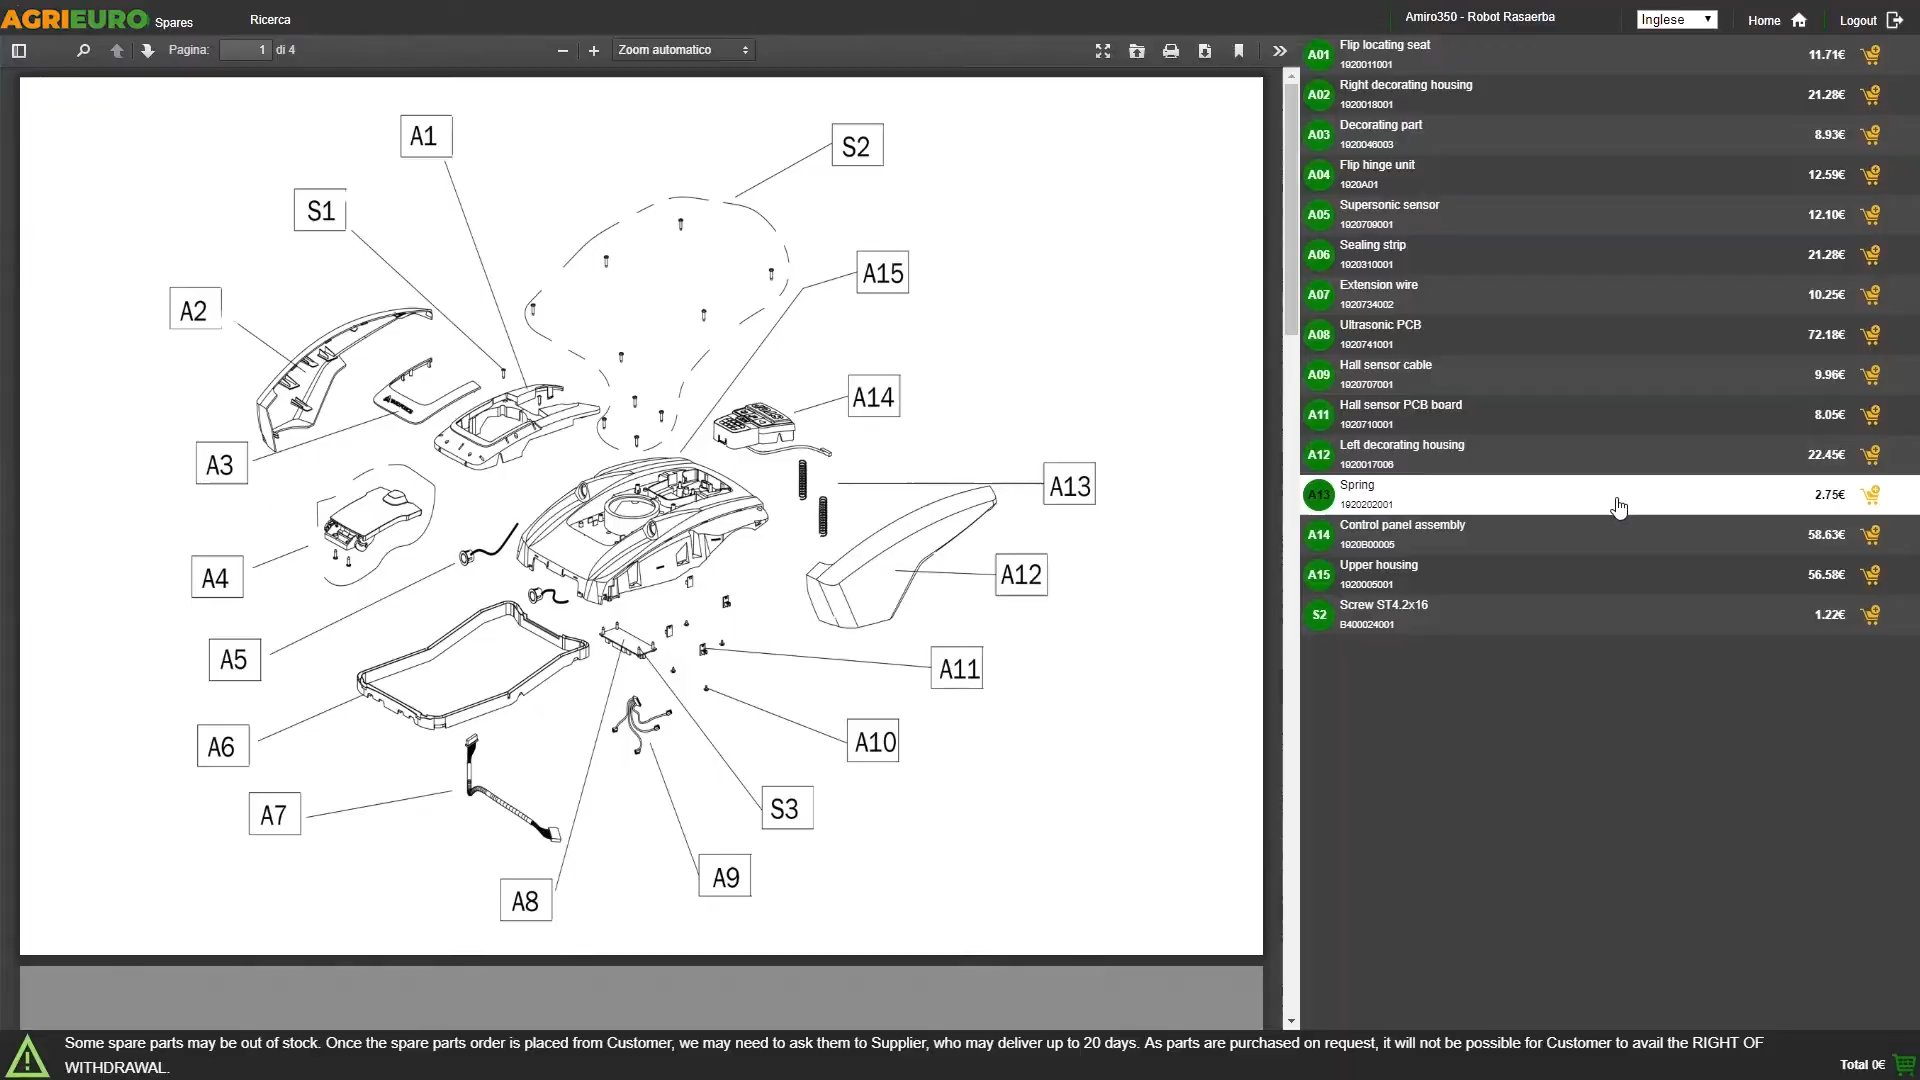 AGRIEURO Spares
Ricerca
Amiro350 - Robot Rasaerba
Inglese
Home
Logout
Pagina: 1 di 4
Zoom automatico
A1
S2
S1
A15
A2
A14
A3
A13
A4
A12
A5
A11
A6
A10
A7
S3
A9
A8
A01 Flip locating seat 11.71€
1920011001
A02 Right decorating housing 21.28€
1920018001
A03 Decorating part 8.93€
1920046003
A04 Flip hinge unit 12.59€
1920A01
A05 Supersonic sensor 12.10€
1920709001
A06 Sealing strip 21.28€
1920310001
A07 Extension wire 10.25€
1920734002
A08 Ultrasonic PCB 72.18€
1920741001
A09 Hall sensor cable 9.96€
1920707001
A11 Hall sensor PCB board 8.05€
1920710001
A12 Left decorating housing 22.45€
1920017006
A13 Spring 2.75€
1920202001
A14 Control panel assembly 58.63€
1920B00005
A15 Upper housing 56.58€
1920005001
S2 Screw ST4.2x16 1.22€
B400024001
Some spare parts may be out of stock. Once the spare parts order is placed from Customer, we may need to ask them to Supplier, who may deliver up to 20 days. As parts are purchased on request, it will not be possible for Customer to avail the RIGHT OF
WITHDRAWAL.
Total 0€